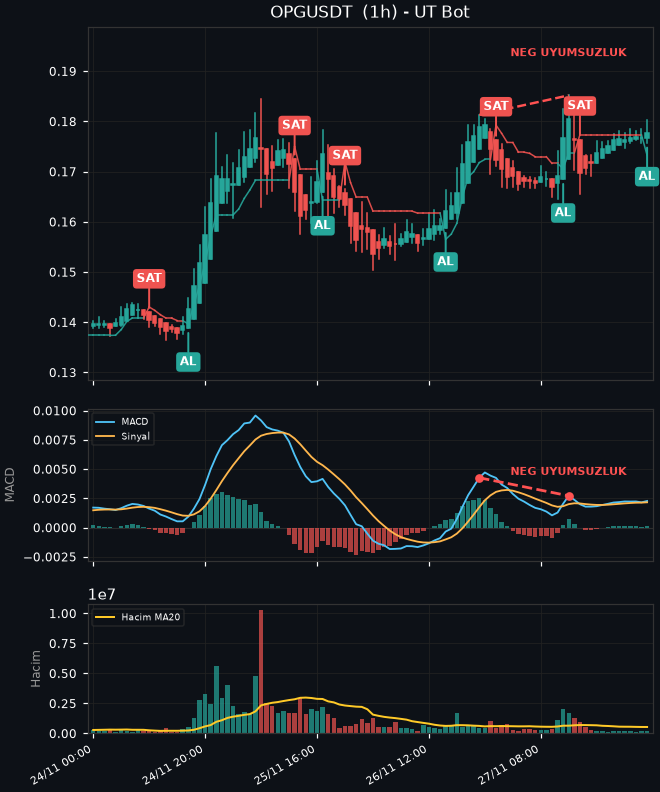 OPGUSDT (1h) - UT Bot
NEG UYUMSUZLUK
0.19
0.18
0.17
0.16
0.15
0.14
0.13
SAT
AL
SAT
AL
SAT
AL
SAT
AL
SAT
AL
MACD
0.0100
0.0075
0.0050
0.0025
0.0000
−0.0025
MACD
Sinyal
NEG UYUMSUZLUK
1e7
Hacim
1.00
0.75
0.50
0.25
0.00
Hacim MA20
24/11 00:00
24/11 20:00
25/11 16:00
26/11 12:00
27/11 08:00